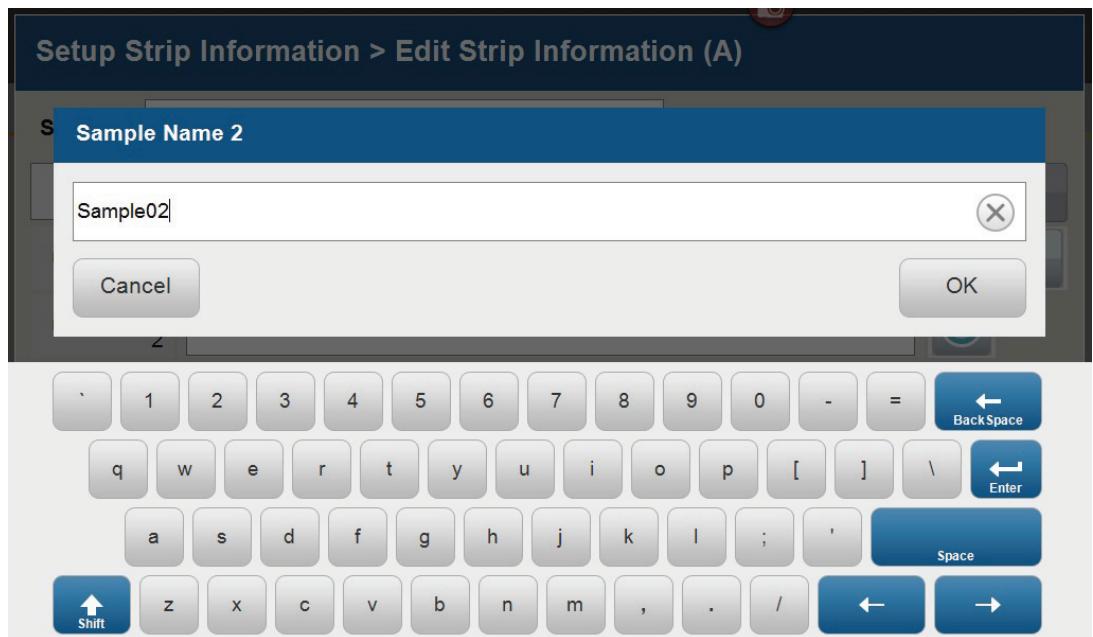 Setup Strip Information > Edit Strip Information (A)
S
Sample Name 2
Sample02
Cancel
OK
2
` 1 2 3 4 5 6 7 8 9 0 - = BackSpace
q w e r t y u i o p [ ] \ Enter
a s d f g h j k l ; ' Space
Shift z x c v b n m , . /